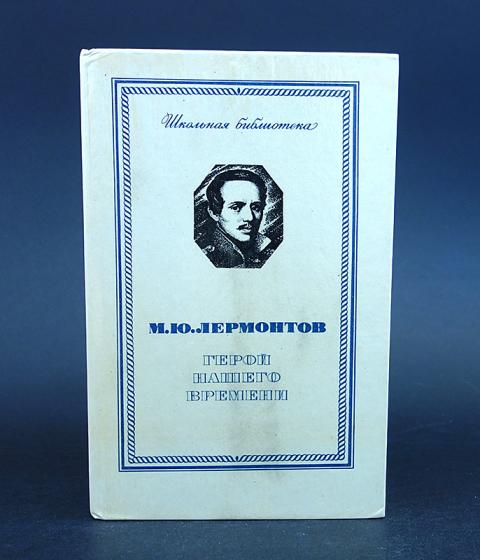 Школьная библиотека
М.Ю.ЛЕРМОНТОВ
ГЕРОЙ
НАШЕГО
ВРЕМЕНИ